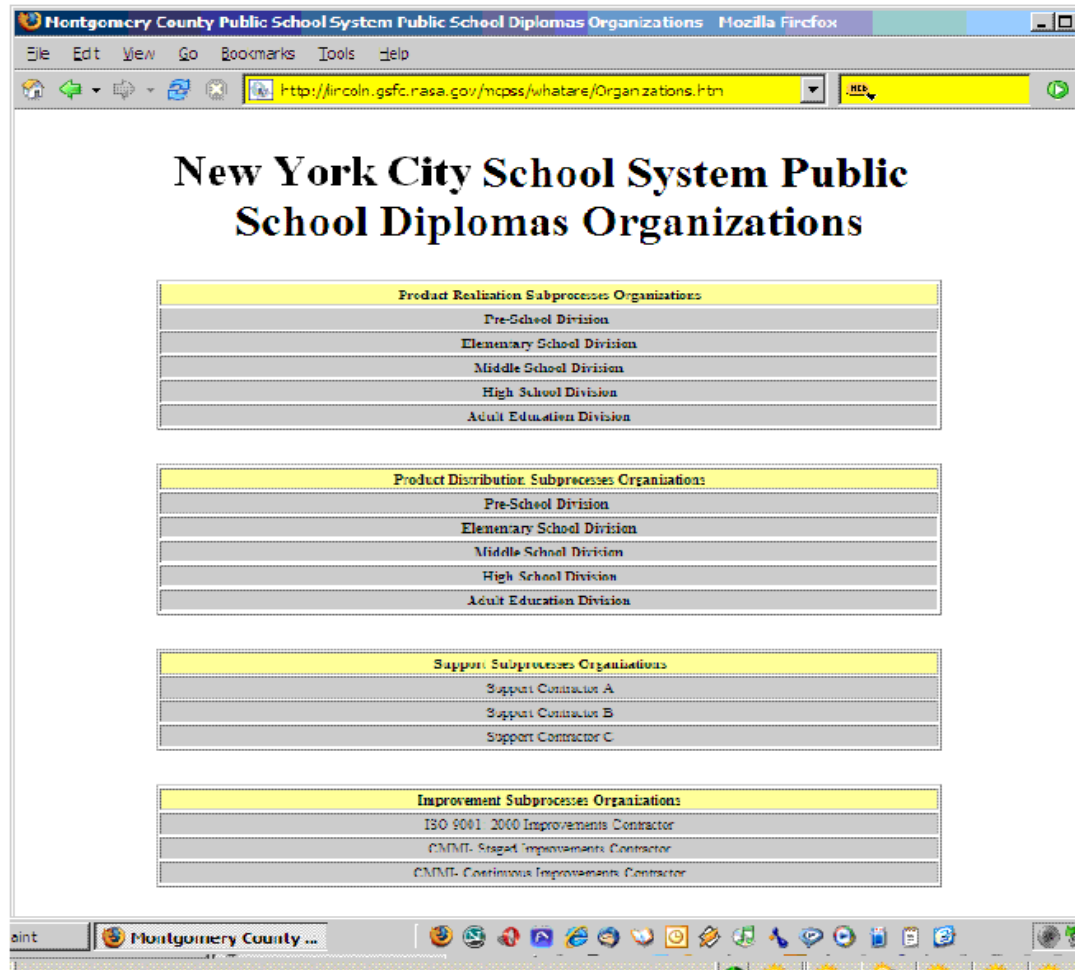 Montgomery County Public School System Public School Diplomas Organizations Mozilla Firefox
File Edit View Go Bookmarks Tools Help
http://lincoln.gsfc.nasa.gov/mcpss/whatare/Organizations.htm
New York City School System Public
School Diplomas Organizations
Product Realization Subprocesses Organizations
Pre-School Division
Elementary School Division
Middle School Division
High School Division
Adult Education Division
Product Distribution Subprocesses Organizations
Pre-School Division
Elementary School Division
Middle School Division
High School Division
Adult Education Division
Support Subprocesses Organizations
Support Contractor A
Support Contractor B
Support Contractor C
Improvement Subprocesses Organizations
ISO 9001 2000 Improvements Contractor
CMMI- Staged Improvements Contractor
CMMI- Continuous Improvements Contractor
aint Montgomery County ...